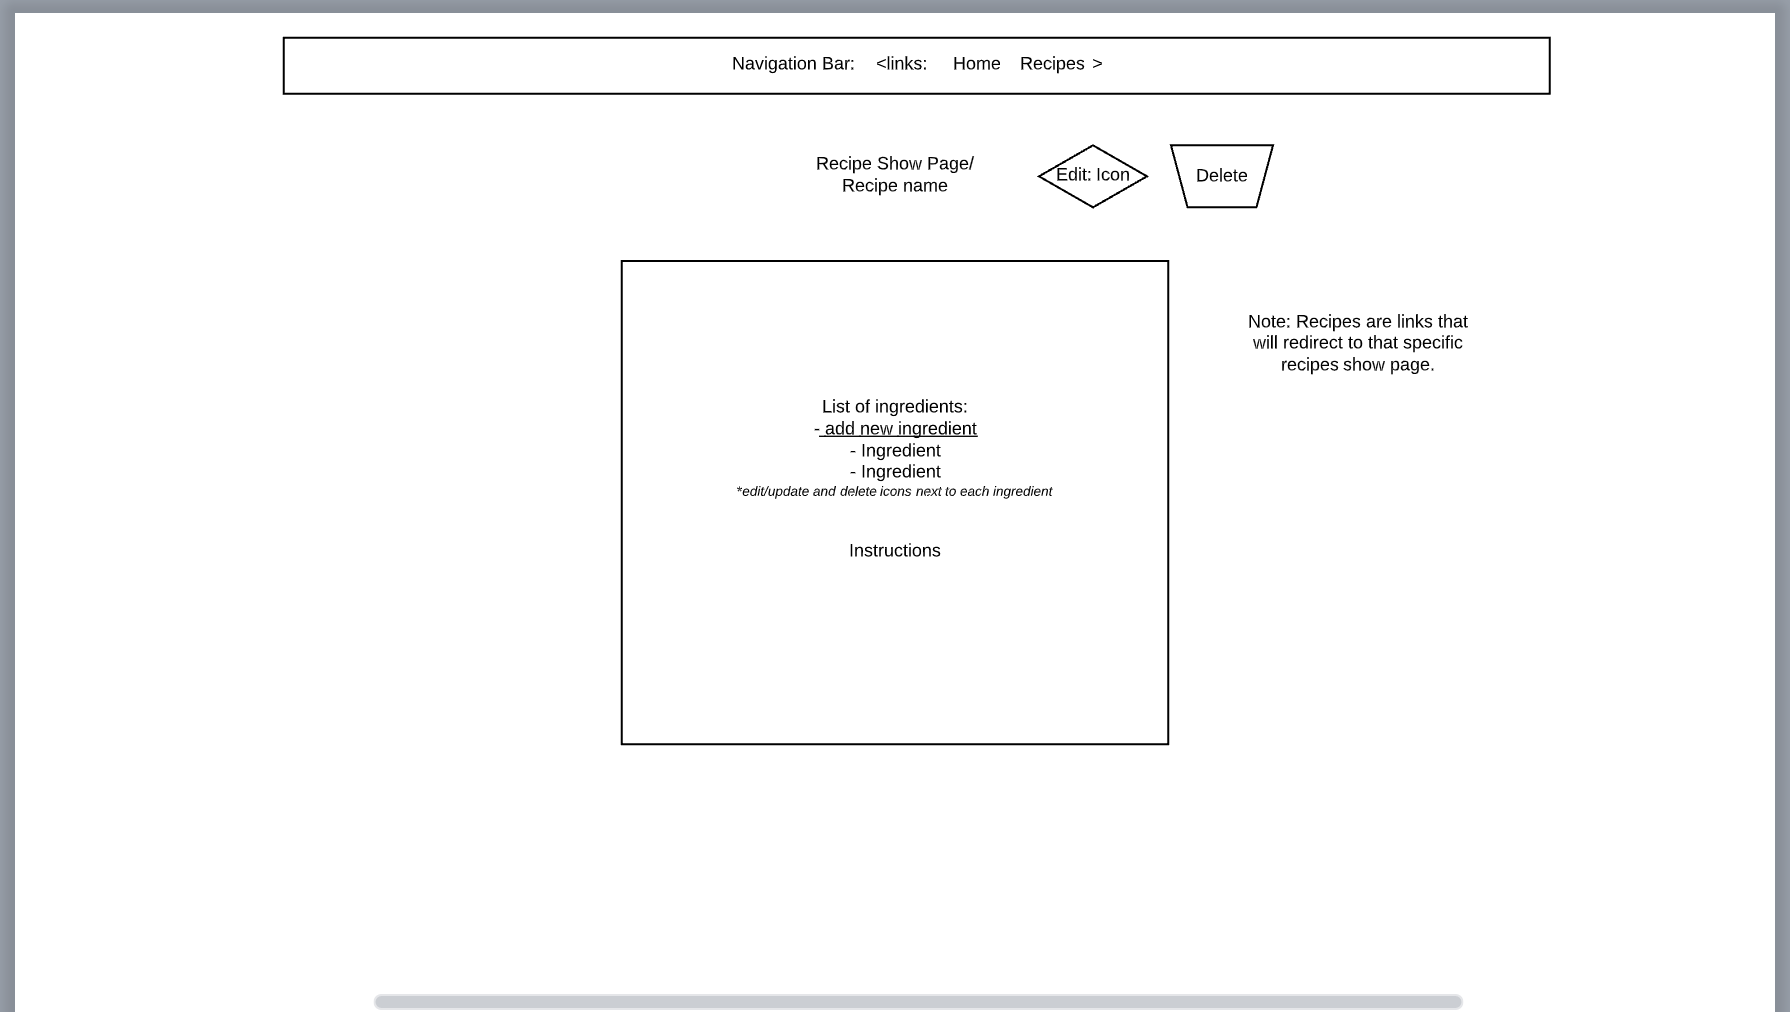 Navigation Bar: <links: Home Recipes >
Recipe Show Page/
Recipe name
Edit: Icon
Delete
Note: Recipes are links that
will redirect to that specific
recipes show page.
List of ingredients:
- add new ingredient
- Ingredient
- Ingredient
*edit/update and delete icons next to each ingredient
Instructions